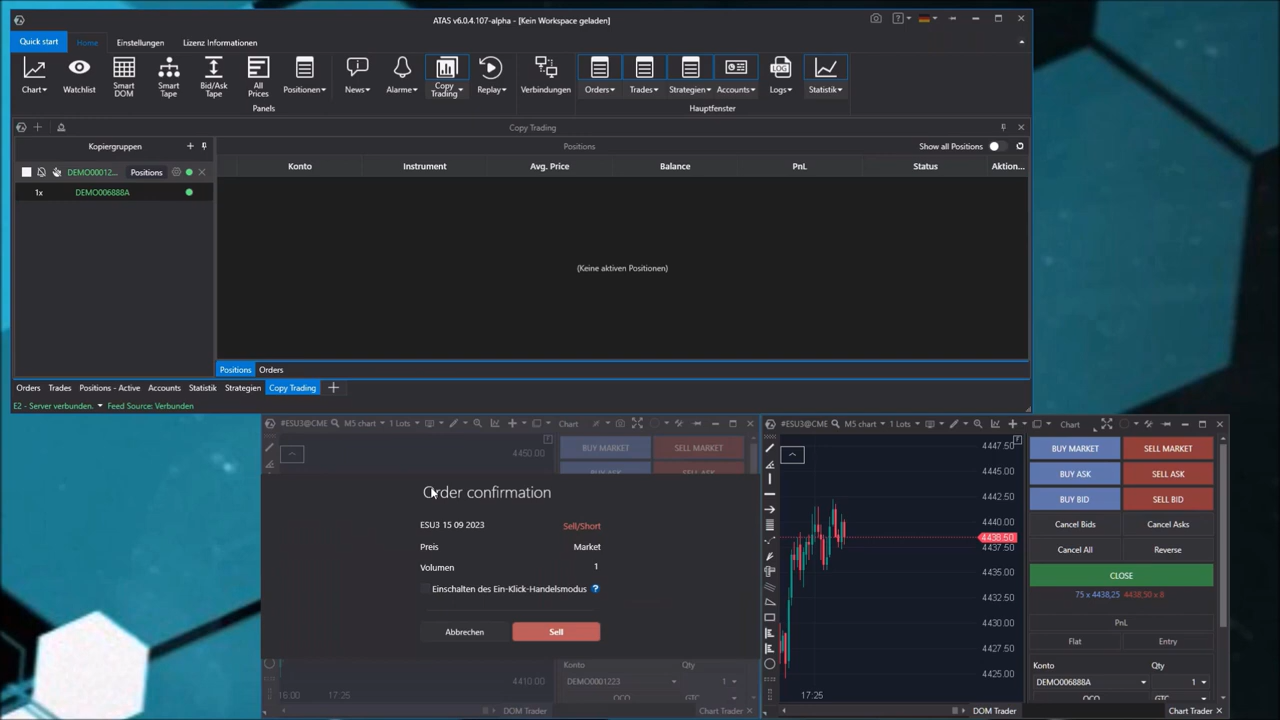 ATAS v6.0.4.107-alpha - [Kein Workspace geladen]
Quick start Home Einstellungen Lizenz Informationen
Chart Watchlist Smart DOM Smart Tape Bid/Ask Tape All Prices Positionen News Alarme Copy Trading Replay Verbindungen Orders Trades Strategien Accounts Logs Statistik
Panels Hauptfenster
Copy Trading
Kopiergruppen Positions Show all Positions
Konto Instrument Avg. Price Balance PnL Status Aktion...
DEMO00012... Positions
1x DEMO006888A
(Keine aktiven Positionen)
Positions Orders
Orders Trades Positions - Active Accounts Statistik Strategien Copy Trading
E2 - Server verbunden. Feed Source: Verbunden
#ESU3@CME M5 chart 1 Lots Chart
4450.00
BUY MARKET SELL MARKET
BUY ASK SELL ASK
Order confirmation
ESU3 15 09 2023 Sell/Short
Preis Market
Volumen 1
Einschalten des Ein-Klick-Handelsmodus ?
Abbrechen Sell
Konto Qty
DEMO0001223 1
4410.00
OCO GTC
16:00 17:25
DOM Trader Chart Trader
#ESU3@CME M5 chart 1 Lots Chart
4447.50
4445.00
4442.50
4440.00
4438.50
4437.50
4435.00
4432.50
4430.00
4427.50
4425.00
17:25
BUY MARKET SELL MARKET
BUY ASK SELL ASK
BUY BID SELL BID
Cancel Bids Cancel Asks
Cancel All Reverse
CLOSE
75 x 4438,25 4438,50 x 8
PnL
Flat Entry
Konto Qty
DEMO006888A 1
OCO GTC
DOM Trader Chart Trader